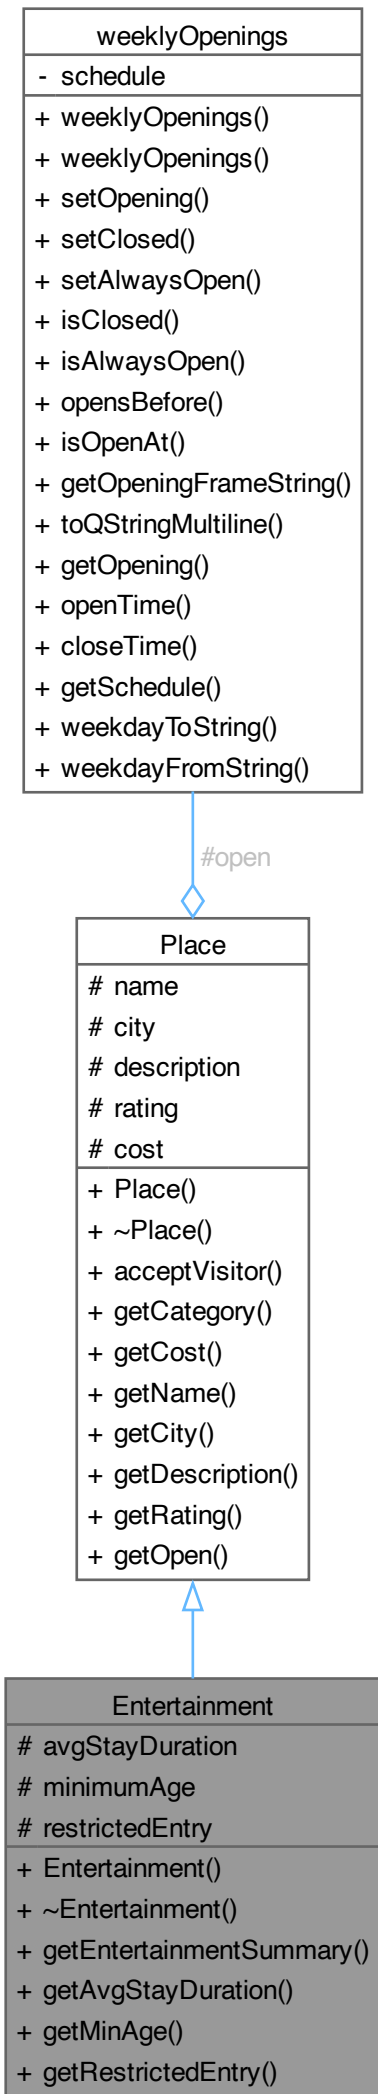 weeklyOpenings
- schedule
+ weeklyOpenings()
+ weeklyOpenings()
+ setOpening()
+ setClosed()
+ setAlwaysOpen()
+ isClosed()
+ isAlwaysOpen()
+ opensBefore()
+ isOpenAt()
+ getOpeningFrameString()
+ toQStringMultiline()
+ getOpening()
+ openTime()
+ closeTime()
+ getSchedule()
+ weekdayToString()
+ weekdayFromString()
#open
Place
# name
# city
# description
# rating
# cost
+ Place()
+ ~Place()
+ acceptVisitor()
+ getCategory()
+ getCost()
+ getName()
+ getCity()
+ getDescription()
+ getRating()
+ getOpen()
Entertainment
# avgStayDuration
# minimumAge
# restrictedEntry
+ Entertainment()
+ ~Entertainment()
+ getEntertainmentSummary()
+ getAvgStayDuration()
+ getMinAge()
+ getRestrictedEntry()